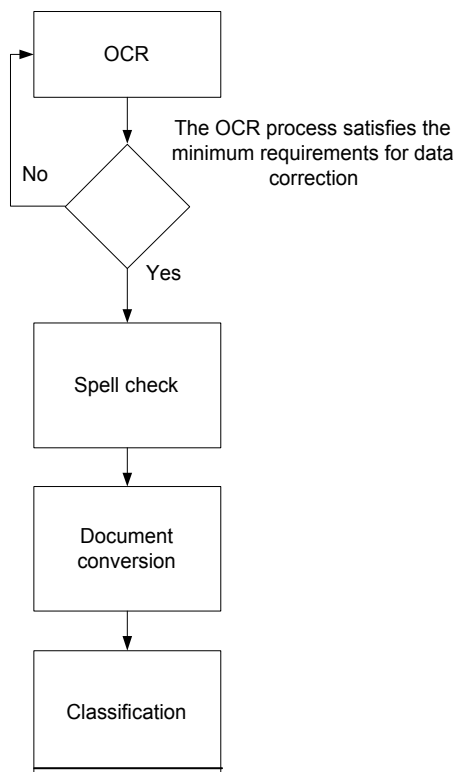 OCR
The OCR process satisfies the
minimum requirements for data
correction
No
Yes
Spell check
Document
conversion
Classification